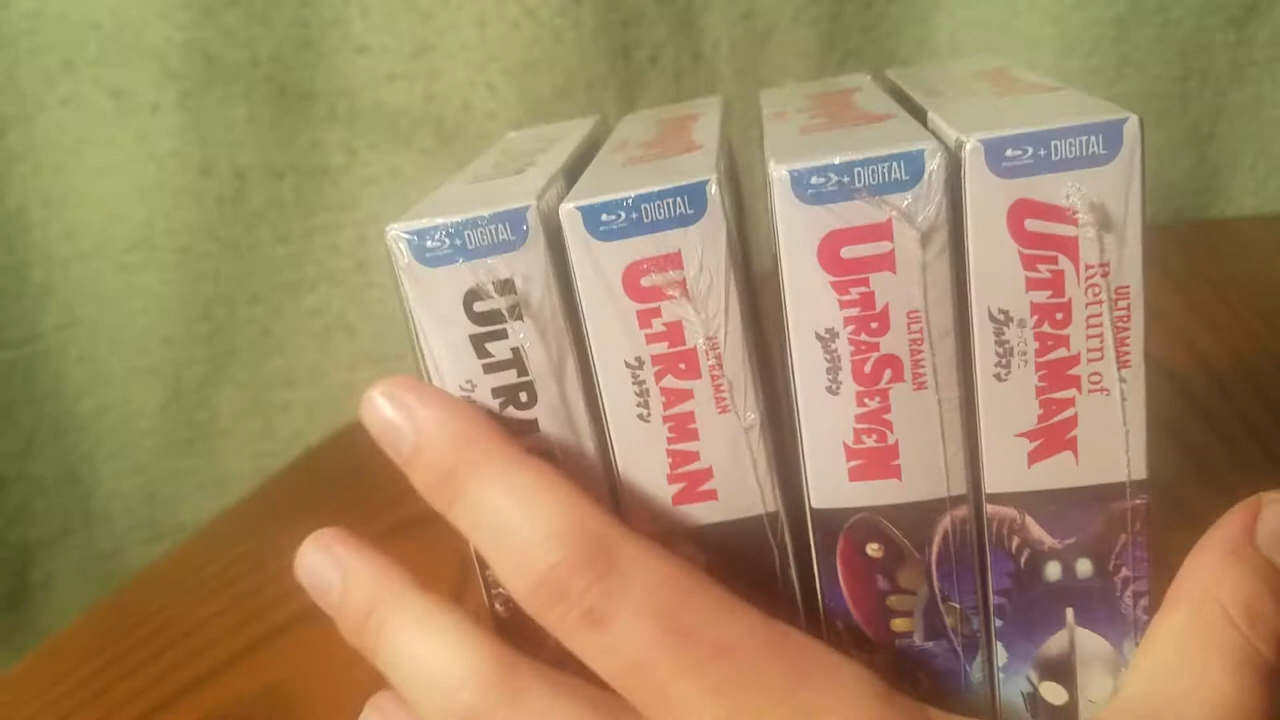 + DIGITAL
ULTR
+ DIGITAL
ULTRAMAN
ULTRAMAN
ウルトラマン
+ DIGITAL
ULTRAMAN
ULTRASEVEN
ウルトラセブン
+ DIGITAL
ULTRAMAN
Return of
ULTRAMAN
帰ってきた
ウルトラマン